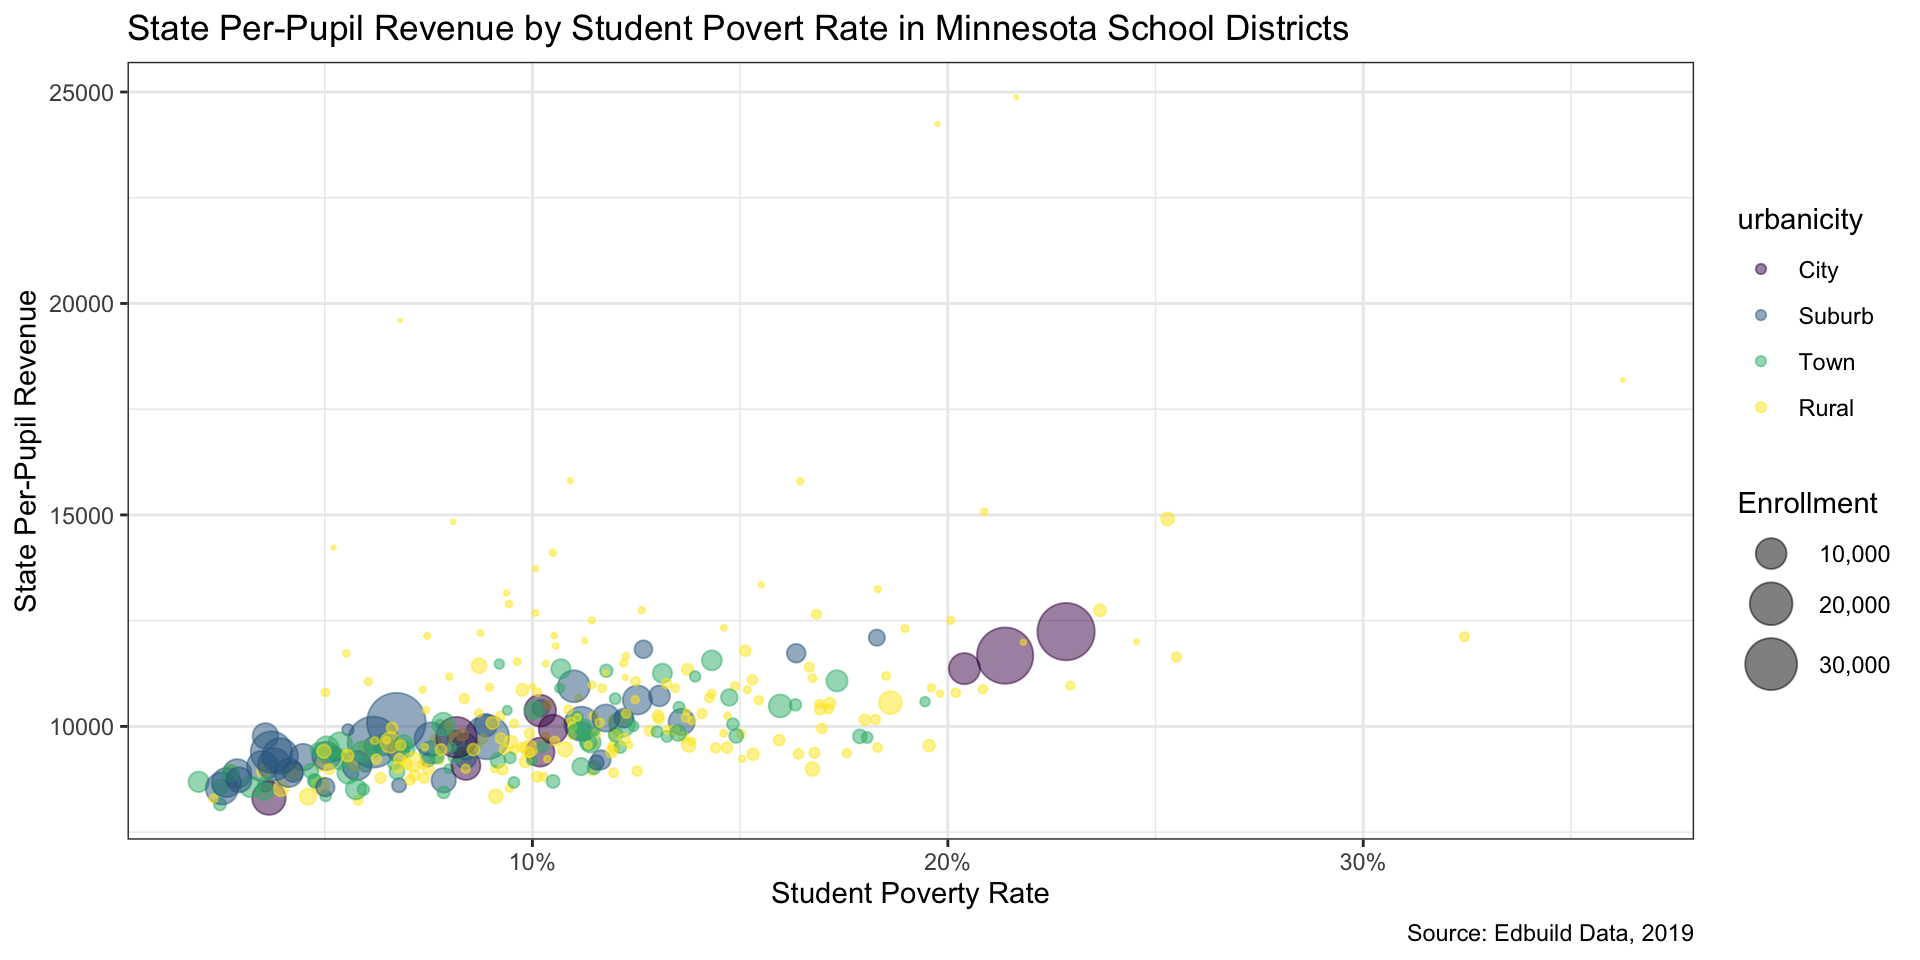 State Per-Pupil Revenue by Student Povert Rate in Minnesota School Districts
25000
20000
15000
10000
State Per-Pupil Revenue
10%
20%
30%
Student Poverty Rate
urbanicity
City
Suburb
Town
Rural
Enrollment
10,000
20,000
30,000
Source: Edbuild Data, 2019